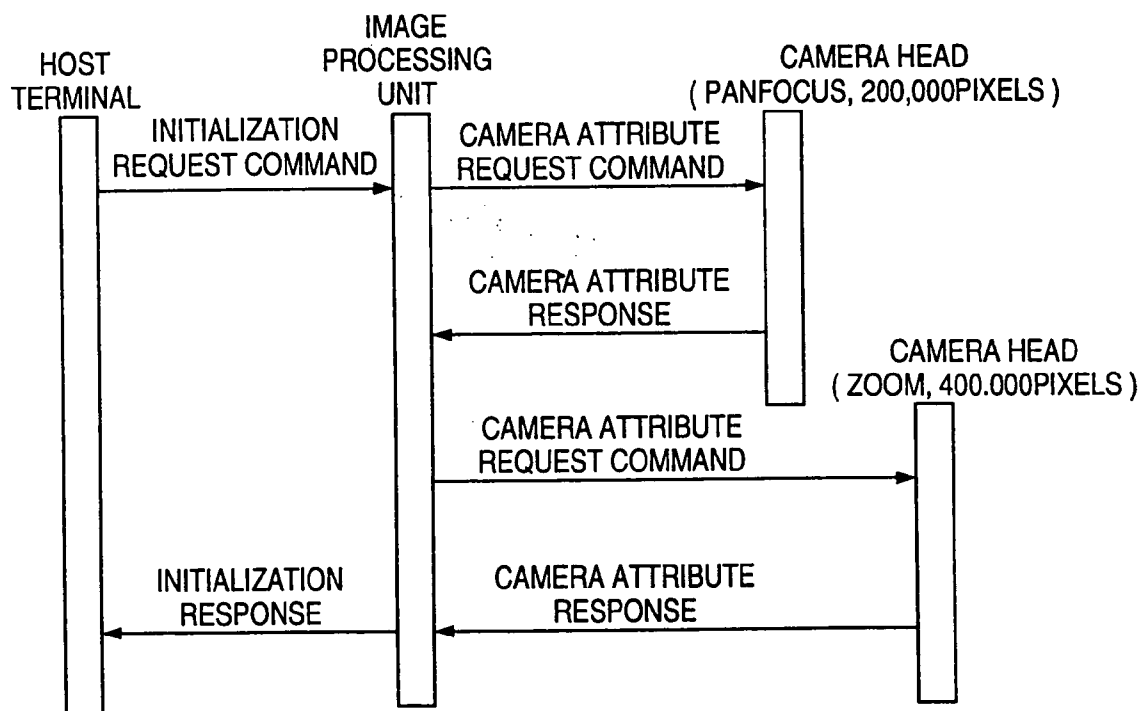 HOST
TERMINAL
IMAGE
PROCESSING
UNIT
CAMERA HEAD
( PANFOCUS, 200,000PIXELS )
INITIALIZATION
REQUEST COMMAND
CAMERA ATTRIBUTE
REQUEST COMMAND
CAMERA ATTRIBUTE
RESPONSE
CAMERA HEAD
( ZOOM, 400.000PIXELS )
CAMERA ATTRIBUTE
REQUEST COMMAND
INITIALIZATION
RESPONSE
CAMERA ATTRIBUTE
RESPONSE